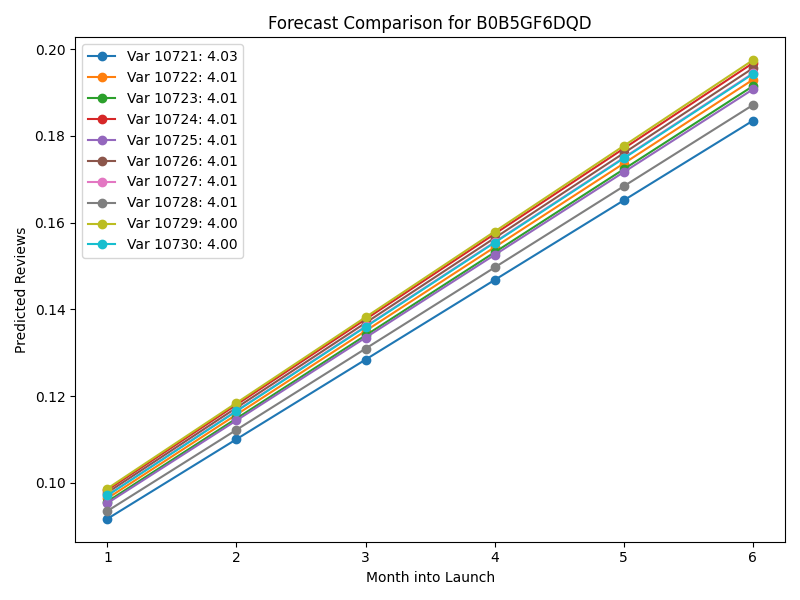 Forecast Comparison for B0B5GF6DQD
Predicted Reviews
0.20
0.18
0.16
0.14
0.12
0.10
Var 10721: 4.03
Var 10722: 4.01
Var 10723: 4.01
Var 10724: 4.01
Var 10725: 4.01
Var 10726: 4.01
Var 10727: 4.01
Var 10728: 4.01
Var 10729: 4.00
Var 10730: 4.00
1 2 3 4 5 6
Month into Launch